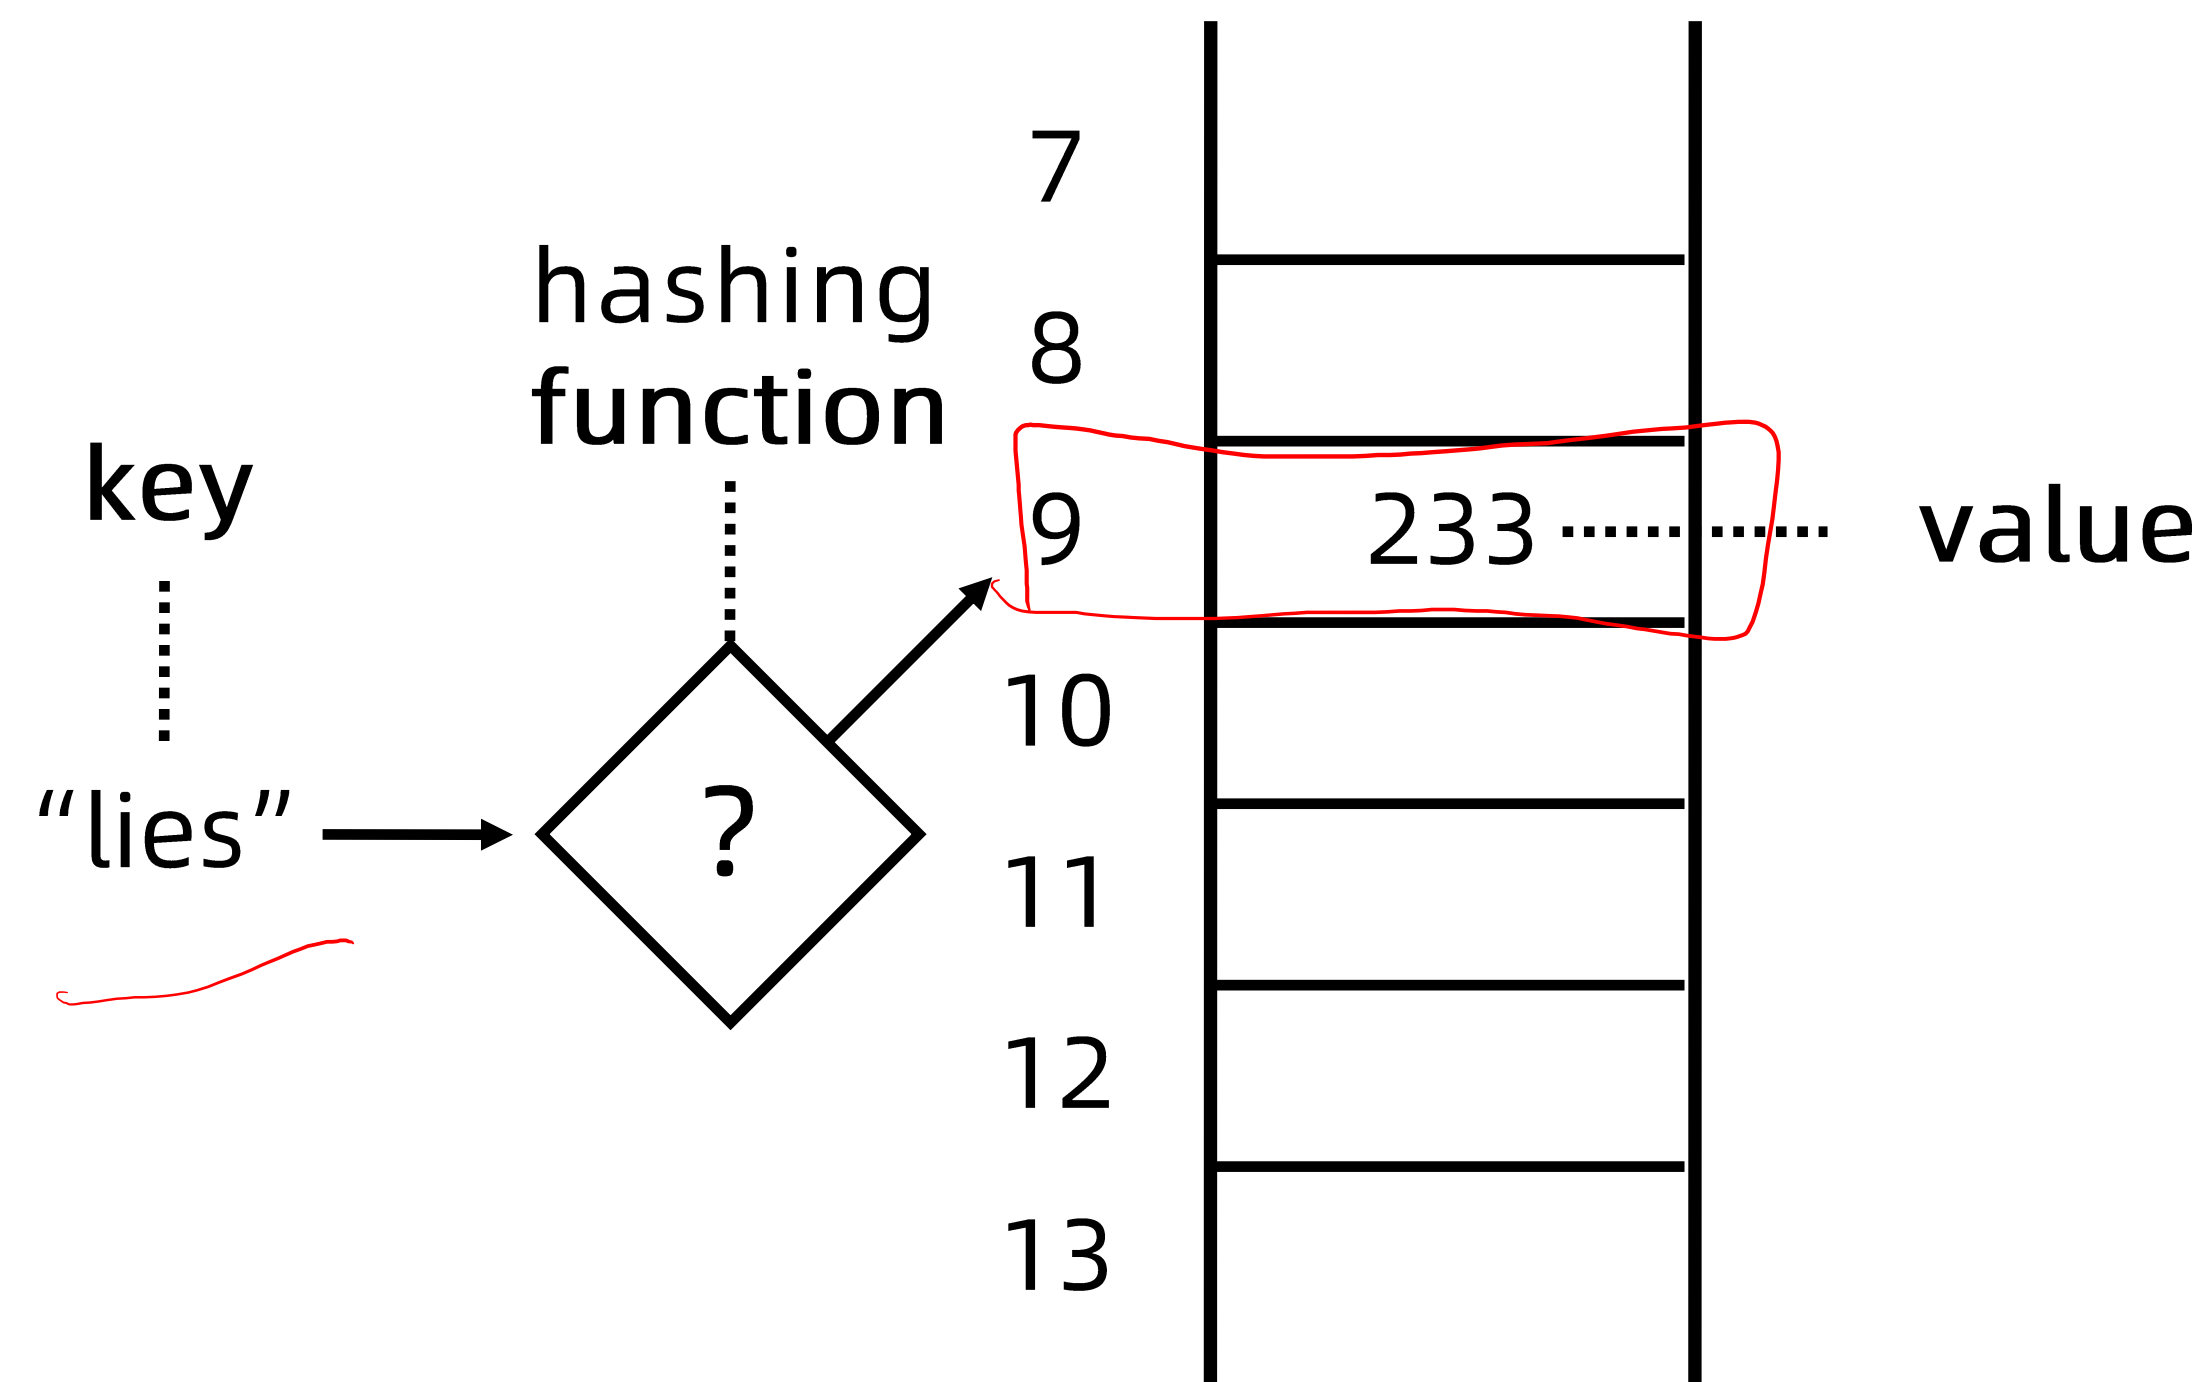 key
“lies”
hashing
function
?
7
8
9
10
11
12
13
233
value